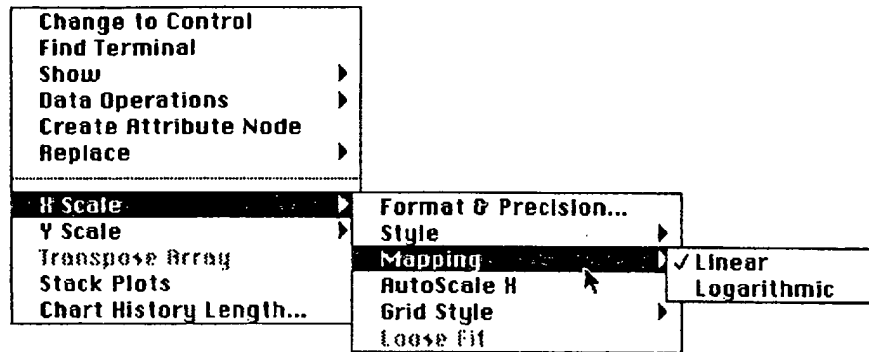 Change to Control
Find Terminal
Show
Data Operations
Create Attribute Node
Replace
X Scale
Y Scale
Transpose Array
Stack Plots
Chart History Length...
Format & Precision...
Style
Mapping
AutoScale X
Grid Style
Loose Fit
✓ Linear
Logarithmic